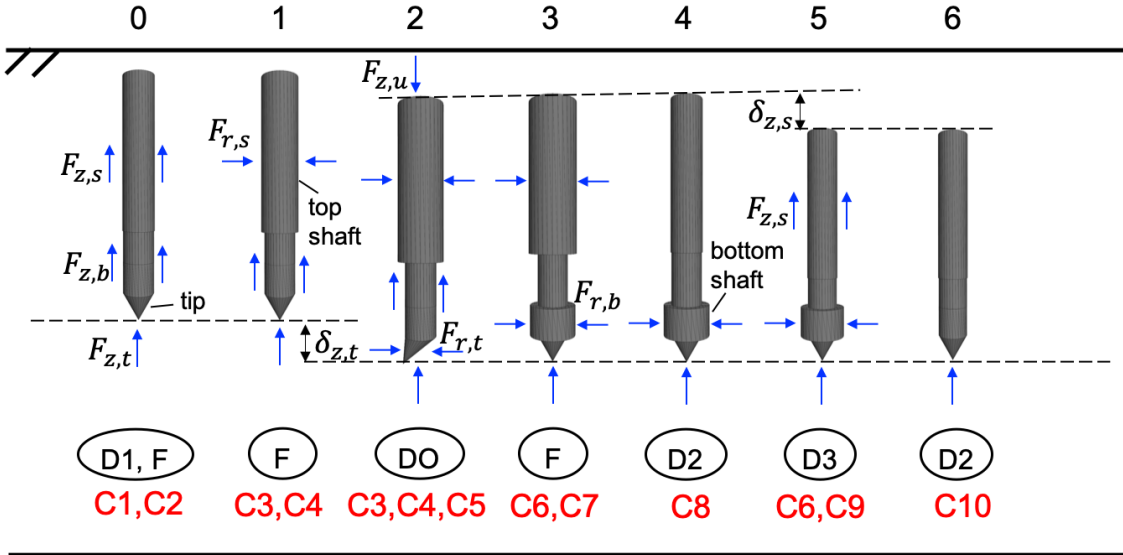 0 1 2 3 4 5 6
F_{z,u}
δ_{z,s}
F_{r,s}
F_{z,s}
top
shaft
F_{z,s}
F_{z,b}
bottom
shaft
tip
F_{r,b}
F_{z,t}
δ_{z,t}
F_{r,t}
D1, F F DO F D2 D3 D2
C1,C2 C3,C4 C3,C4,C5 C6,C7 C8 C6,C9 C10